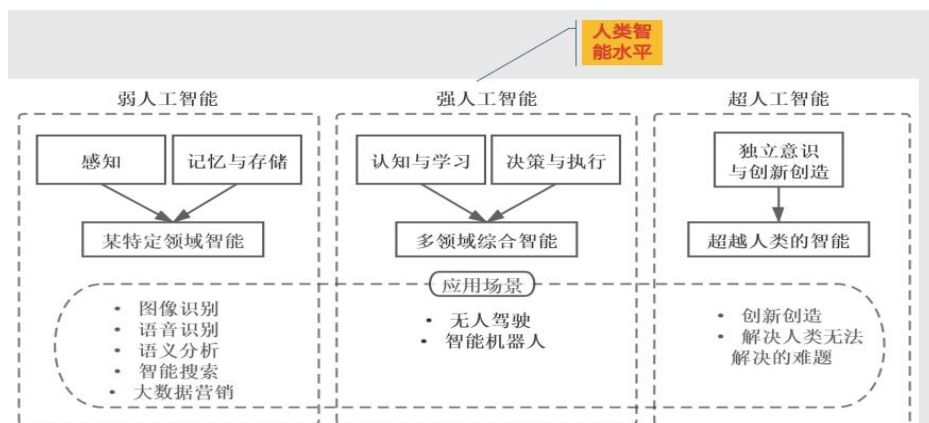 人类智
能水平
弱人工智能
强人工智能
超人工智能
感知
记忆与存储
认知与学习
决策与执行
独立意识
与创新创造
某特定领域智能
多领域综合智能
超越人类的智能
应用场景
• 图像识别
• 语音识别
• 语义分析
• 智能搜索
• 大数据营销
• 无人驾驶
• 智能机器人
• 创新创造
• 解决人类无法
解决的难题